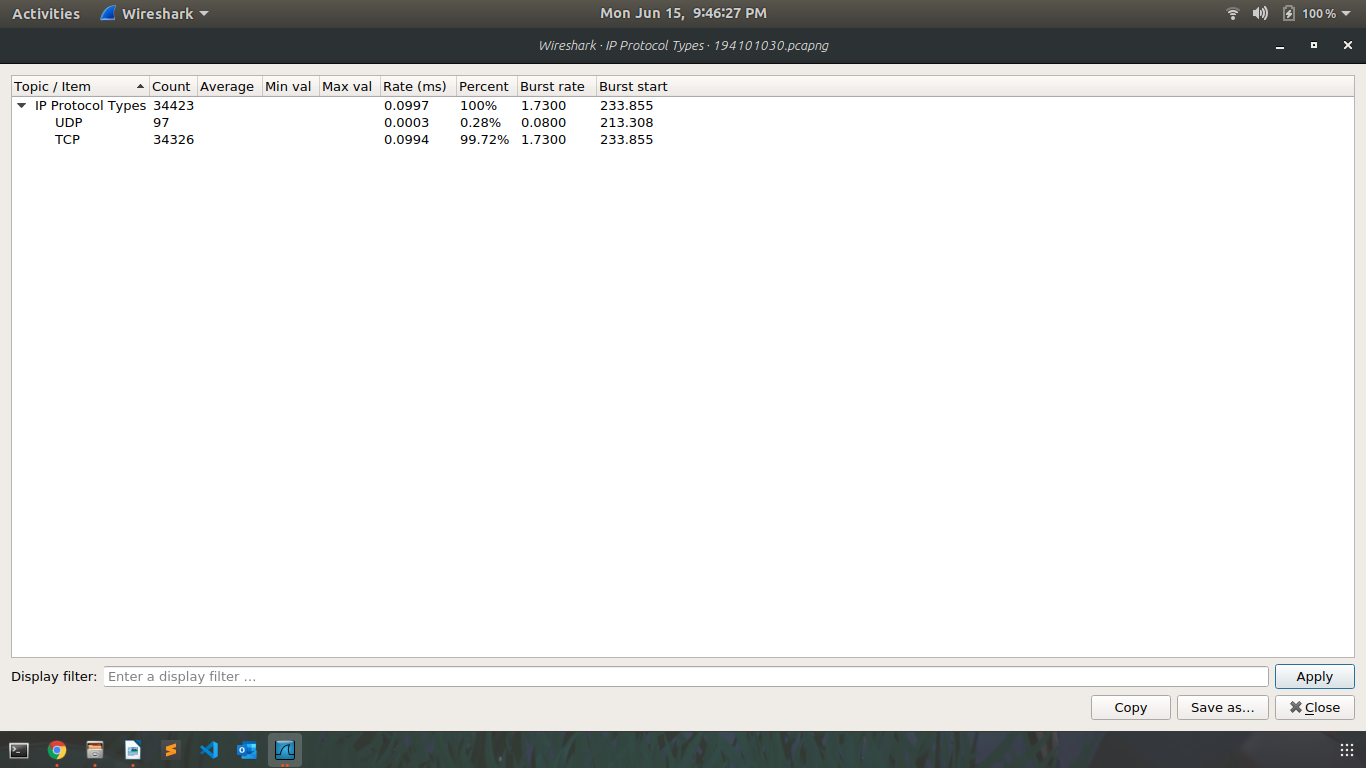 Activities Wireshark Mon Jun 15, 9:46:27 PM 100 %
Wireshark · IP Protocol Types · 194101030.pcapng
Topic / Item Count Average Min val Max val Rate (ms) Percent Burst rate Burst start
IP Protocol Types 34423 0.0997 100% 1.7300 233.855
UDP 97 0.0003 0.28% 0.0800 213.308
TCP 34326 0.0994 99.72% 1.7300 233.855
Display filter: Enter a display filter … Apply
Copy Save as… Close